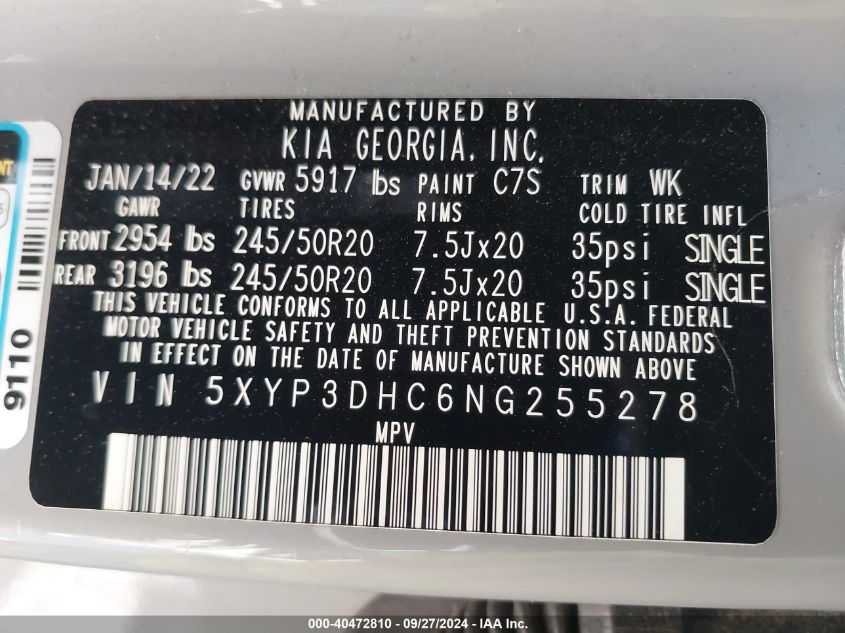 MANUFACTURED BY
KIA GEORGIA, INC.
JAN/14/22 GVWR 5917 lbs PAINT C7S TRIM WK
GAWR TIRES RIMS COLD TIRE INFL
FRONT 2954 lbs 245/50R20 7.5Jx20 35psi SINGLE
REAR 3196 lbs 245/50R20 7.5Jx20 35psi SINGLE
THIS VEHICLE CONFORMS TO ALL APPLICABLE U.S.A. FEDERAL
MOTOR VEHICLE SAFETY AND THEFT PREVENTION STANDARDS
IN EFFECT ON THE DATE OF MANUFACTURE SHOWN ABOVE
VIN 5XYP3DHC6NG255278
MPV
9110
000-40472810 - 09/27/2024 - IAA Inc.